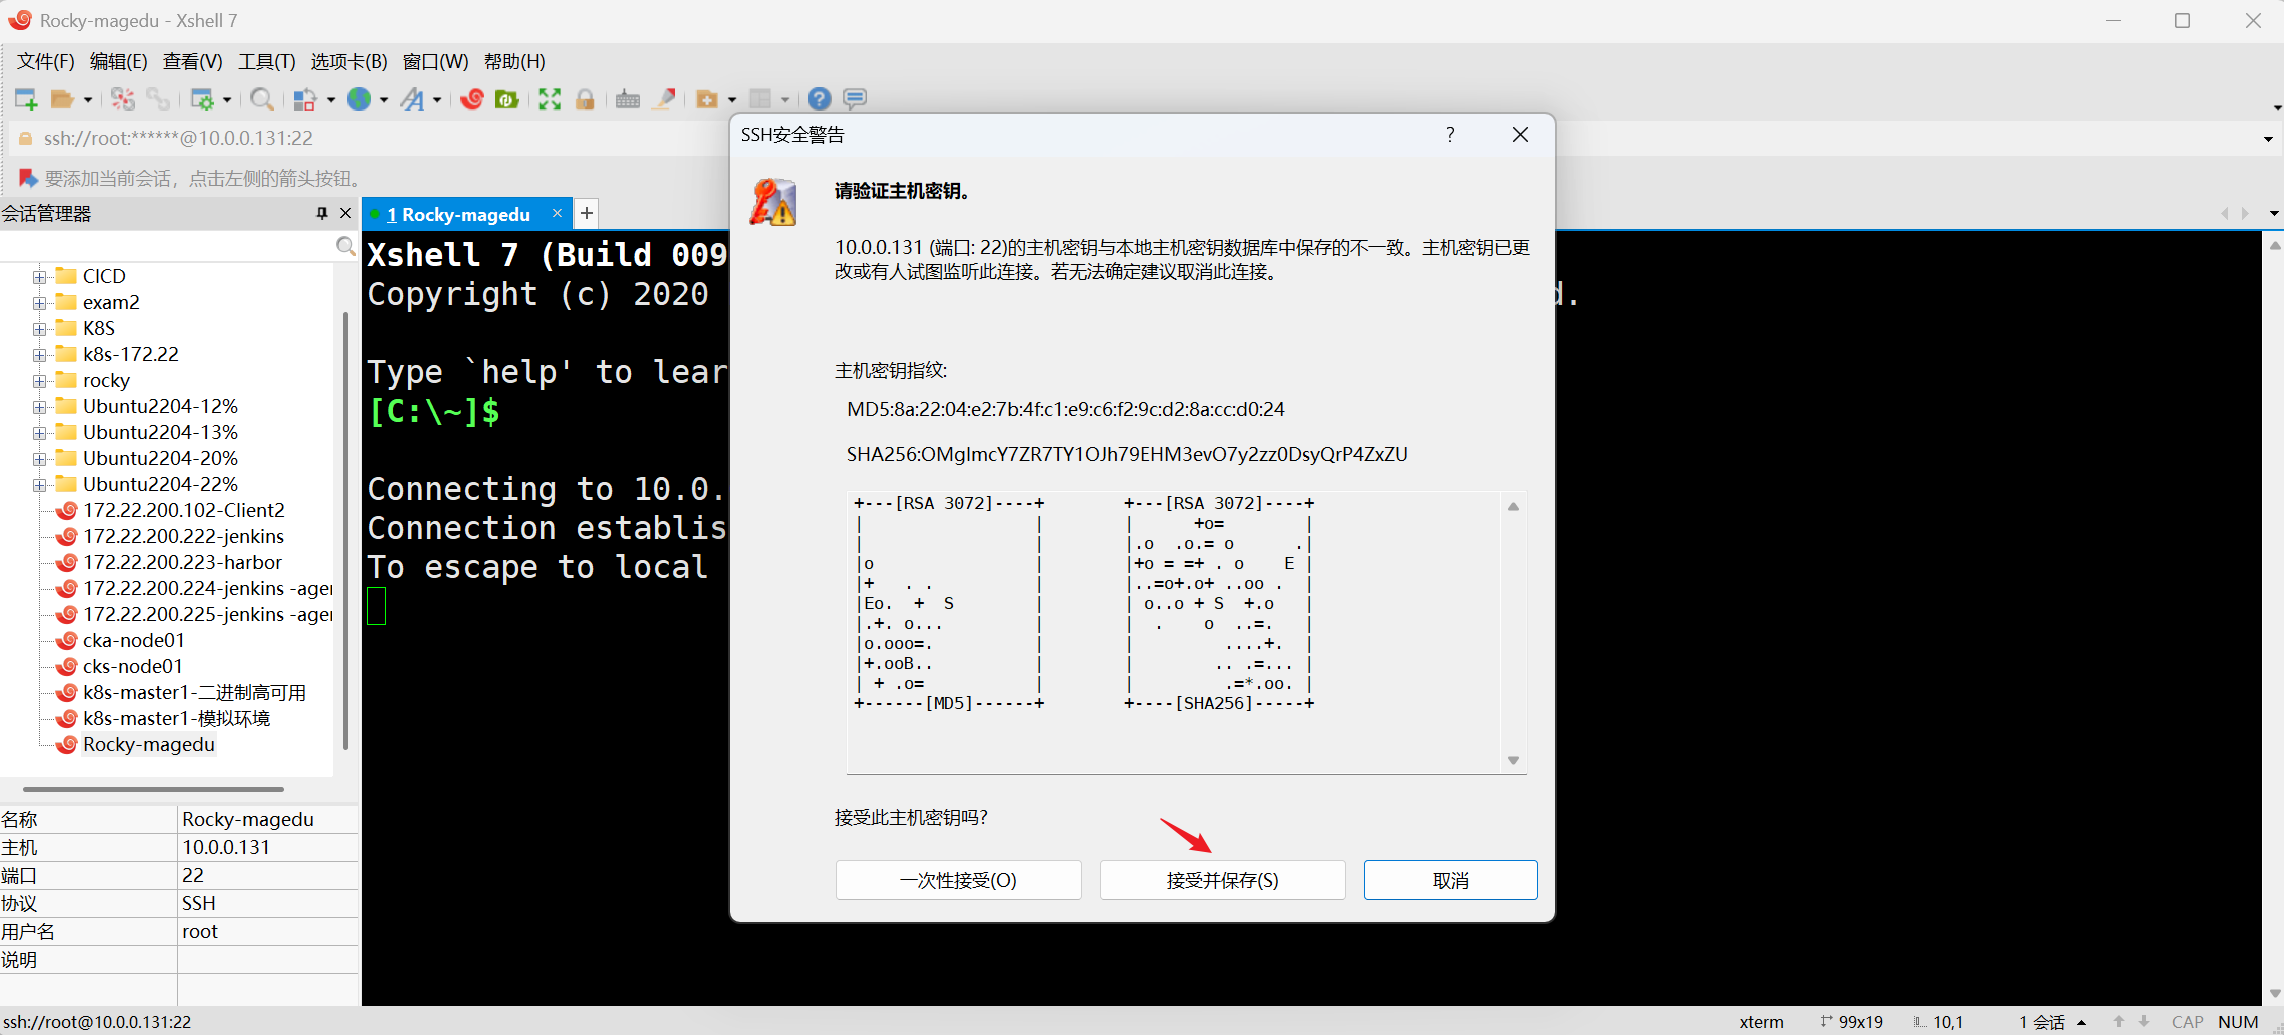 Rocky-magedu - Xshell 7
文件(F) 编辑(E) 查看(V) 工具(T) 选项卡(B) 窗口(W) 帮助(H)
ssh://root:******@10.0.0.131:22
要添加当前会话，点击左侧的箭头按钮。
会话管理器
CICD
exam2
K8S
k8s-172.22
rocky
Ubuntu2204-12%
Ubuntu2204-13%
Ubuntu2204-20%
Ubuntu2204-22%
172.22.200.102-Client2
172.22.200.222-jenkins
172.22.200.223-harbor
172.22.200.224-jenkins -ager
172.22.200.225-jenkins -ager
cka-node01
cks-node01
k8s-master1-二进制高可用
k8s-master1-模拟环境
Rocky-magedu
名称 Rocky-magedu
主机 10.0.0.131
端口 22
协议 SSH
用户名 root
说明
1 Rocky-magedu
Xshell 7 (Build 009
Copyright (c) 2020 d.
Type `help' to lear
[C:\~]$
Connecting to 10.0.
Connection establis
To escape to local
SSH安全警告
请验证主机密钥。
10.0.0.131 (端口: 22)的主机密钥与本地主机密钥数据库中保存的不一致。主机密钥已更
改或有人试图监听此连接。若无法确定建议取消此连接。
主机密钥指纹:
MD5:8a:22:04:e2:7b:4f:c1:e9:c6:f2:9c:d2:8a:cc:d0:24
SHA256:OMgImcY7ZR7TY1OJh79EHM3evO7y2zz0DsyQrP4ZxZU
+---[RSA 3072]----+        +---[RSA 3072]----+
|                 |        |      +o=        |
|                 |        |.o  .o.= o      .|
|o                |        |+o = =+ . o    E |
|+   . .          |        |..=o+.o+ ..oo .  |
|Eo.  +  S        |        | o..o + S  +.o   |
|.+. o...         |        |  .    o  ..=.   |
|o.ooo=.          |        |         ....+.  |
|+.ooB..          |        |        .. .=... |
| + .o=           |        |         .=*.oo. |
+------[MD5]------+        +----[SHA256]-----+
接受此主机密钥吗?
一次性接受(O) 接受并保存(S) 取消
ssh://root@10.0.0.131:22 xterm 99x19 10,1 1 会话 CAP NUM